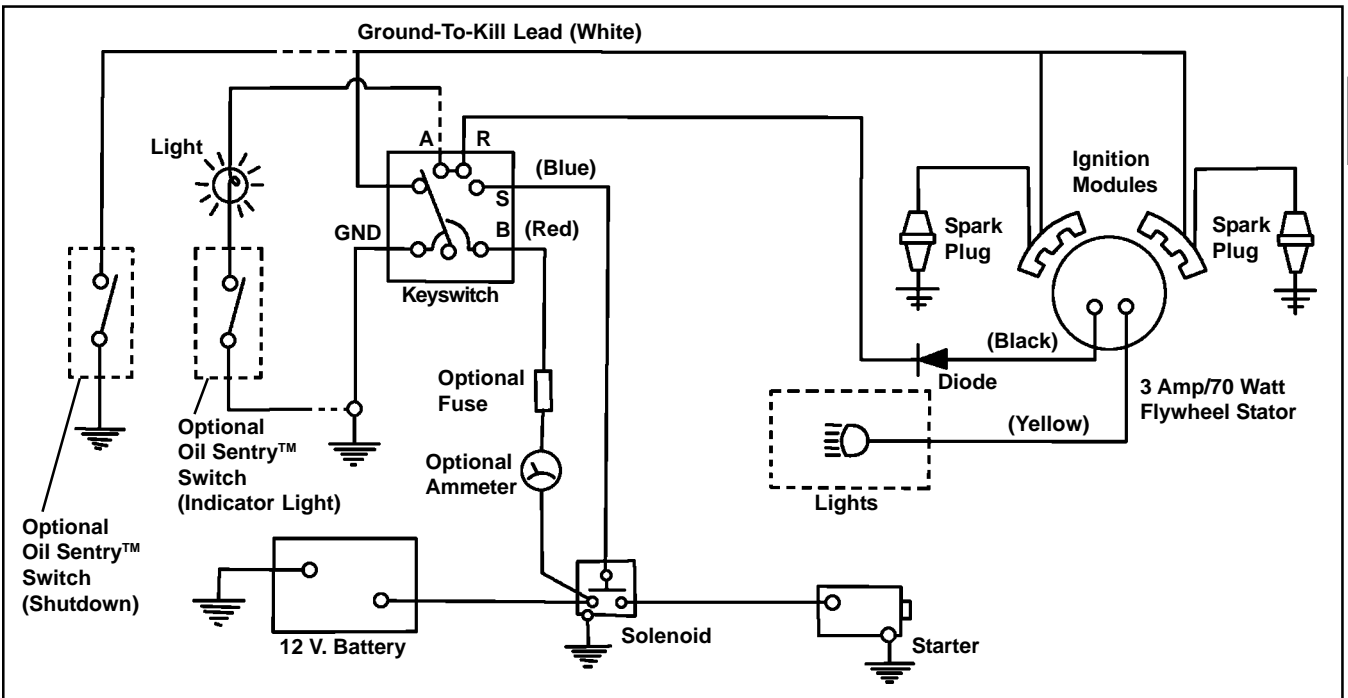 Ground-To-Kill Lead (White)
Light
A
R
(Blue)
S
GND
B
(Red)
Keyswitch
Ignition
Modules
Spark
Plug
Spark
Plug
(Black)
Diode
3 Amp/70 Watt
Flywheel Stator
(Yellow)
Lights
Optional
Fuse
Optional
Ammeter
Optional
Oil Sentry™
Switch
(Indicator Light)
Optional
Oil Sentry™
Switch
(Shutdown)
12 V. Battery
Solenoid
Starter